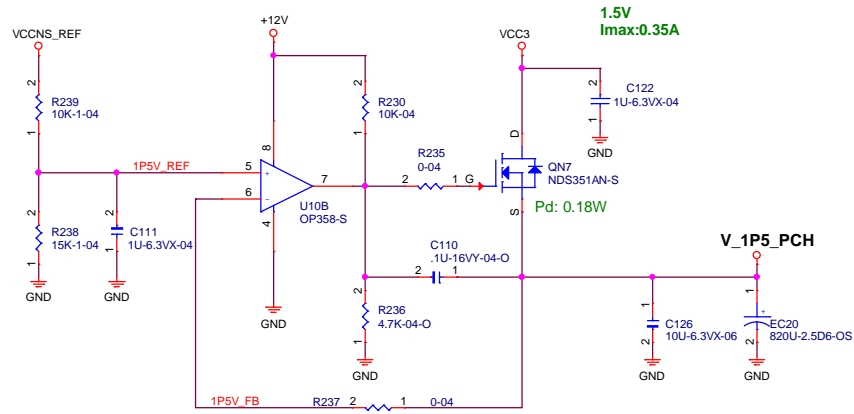 1.5V
Imax:0.35A
+12V
VCCNS_REF
VCC3
2
R239
10K-1-04
1
2
R230
10K-04
1
2
C122
1U-6.3VX-04
1
GND
8
D
R235
0-04
QN7
NDS351AN-S
1P5V_REF
5
+
7
2
1
G
6
-
U10B
OP358-S
S
Pd: 0.18W
2
R238
15K-1-04
1
2
C111
1U-6.3VX-04
1
4
C110
.1U-16VY-04-O
2
1
V_1P5_PCH
GND
GND
GND
2
R236
4.7K-04-O
1
GND
1
C126
10U-6.3VX-06
2
GND
1
+
EC20
820U-2.5D6-OS
2
GND
1P5V_FB
R237
2
1
0-04